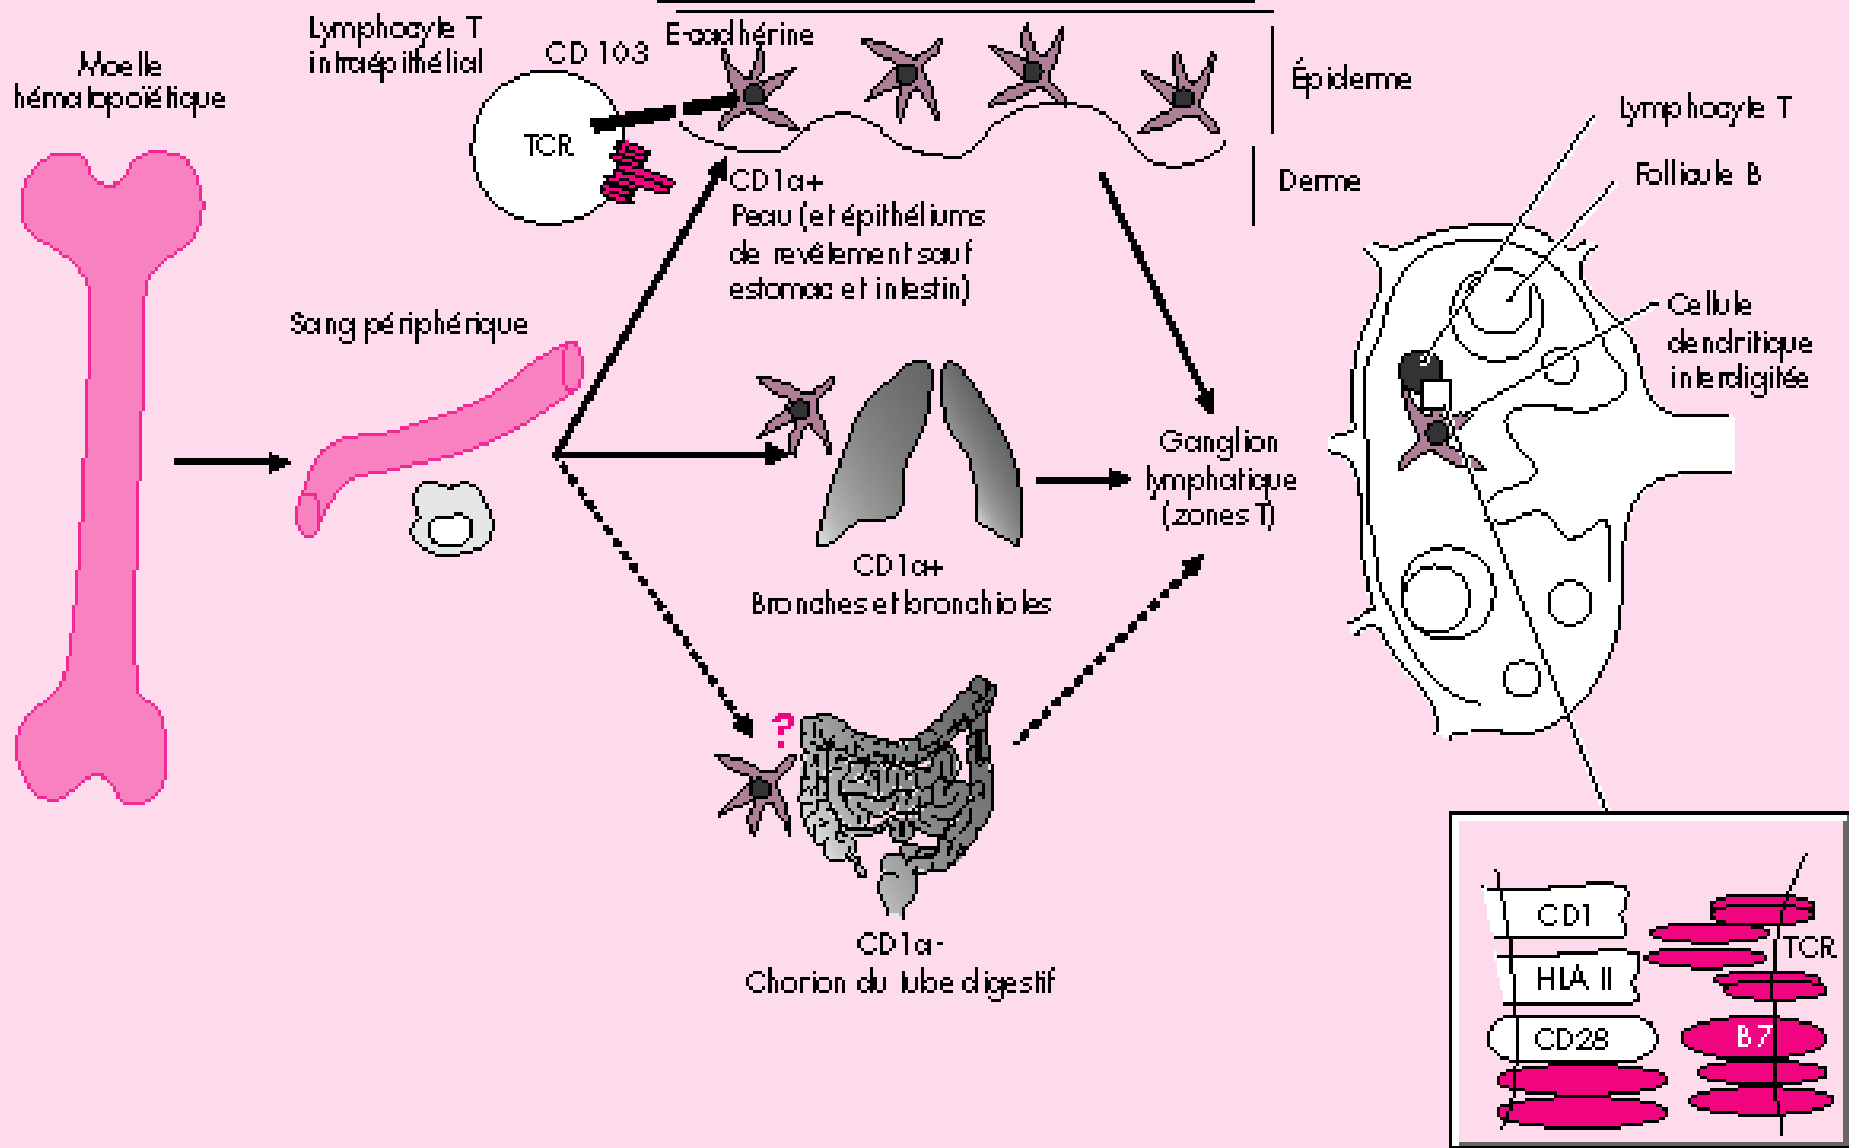 Moelle
hématopoïétique
Lymphocyte T
intraépithélial
CD 103
E-cadhérine
TCR
Épiderme
Derme
CD1a+
Peau (et épithéliums
de revêtement sauf
estomac et intestin)
Sang périphérique
CD1a+
Bronches et bronchioles
?
CD1a-
Chorion du tube digestif
Ganglion
lymphatique
(zones T)
Lymphocyte T
Follicule B
Cellule
dendritique
interdigitée
CD1
TCR
HLA II
CD28
B7